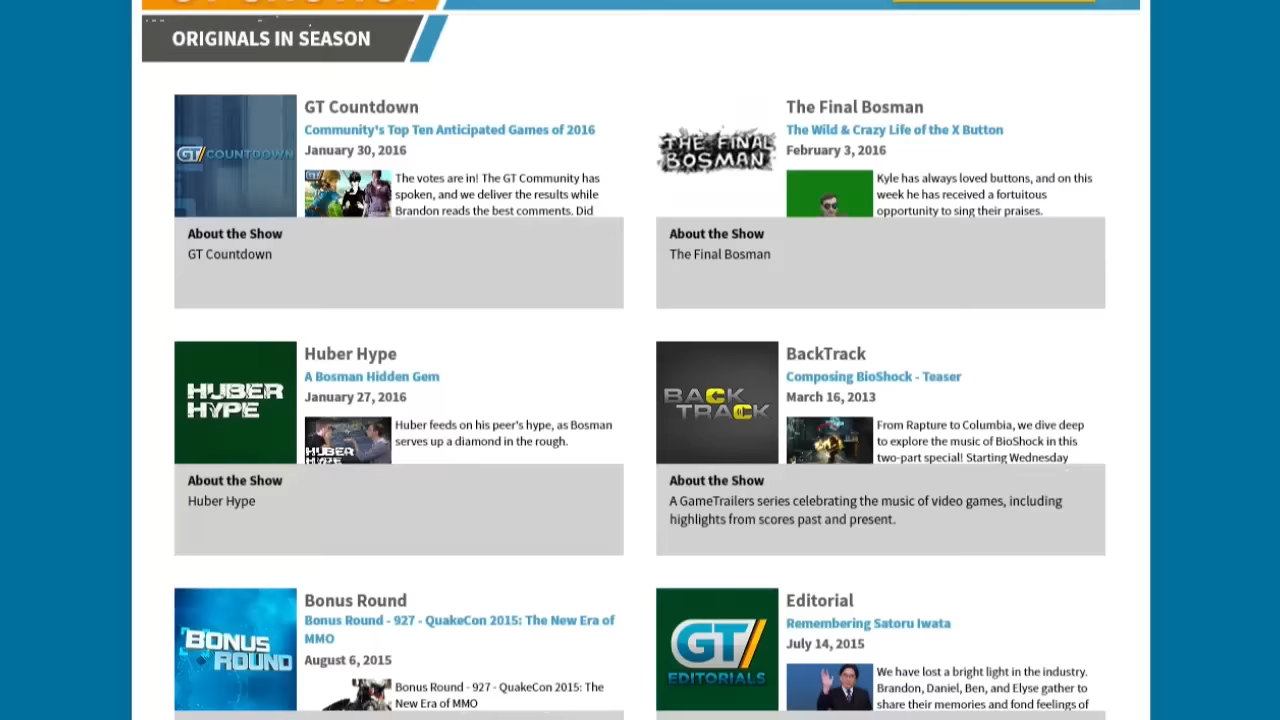 ORIGINALS IN SEASON
GT COUNTDOWN
GT Countdown
Community's Top Ten Anticipated Games of 2016
January 30, 2016
The votes are in! The GT Community has
spoken, and we deliver the results while
Brandon reads the best comments. Did
About the Show
GT Countdown
THE FINAL
BOSMAN
The Final Bosman
The Wild & Crazy Life of the X Button
February 3, 2016
Kyle has always loved buttons, and on this
week he has received a fortuitous
opportunity to sing their praises.
About the Show
The Final Bosman
HUBER
HYPE
Huber Hype
A Bosman Hidden Gem
January 27, 2016
HUBER
HYPE
Huber feeds on his peer's hype, as Bosman
serves up a diamond in the rough.
About the Show
Huber Hype
BACK
TRACK
BackTrack
Composing BioShock - Teaser
March 16, 2013
From Rapture to Columbia, we dive deep
to explore the music of BioShock in this
two-part special! Starting Wednesday
About the Show
A GameTrailers series celebrating the music of video games, including
highlights from scores past and present.
BONUS
ROUND
Bonus Round
Bonus Round - 927 - QuakeCon 2015: The New Era of
MMO
August 6, 2015
Bonus Round - 927 - QuakeCon 2015: The
New Era of MMO
GT
EDITORIALS
Editorial
Remembering Satoru Iwata
July 14, 2015
We have lost a bright light in the industry.
Brandon, Daniel, Ben, and Elyse gather to
share their memories and fond feelings of